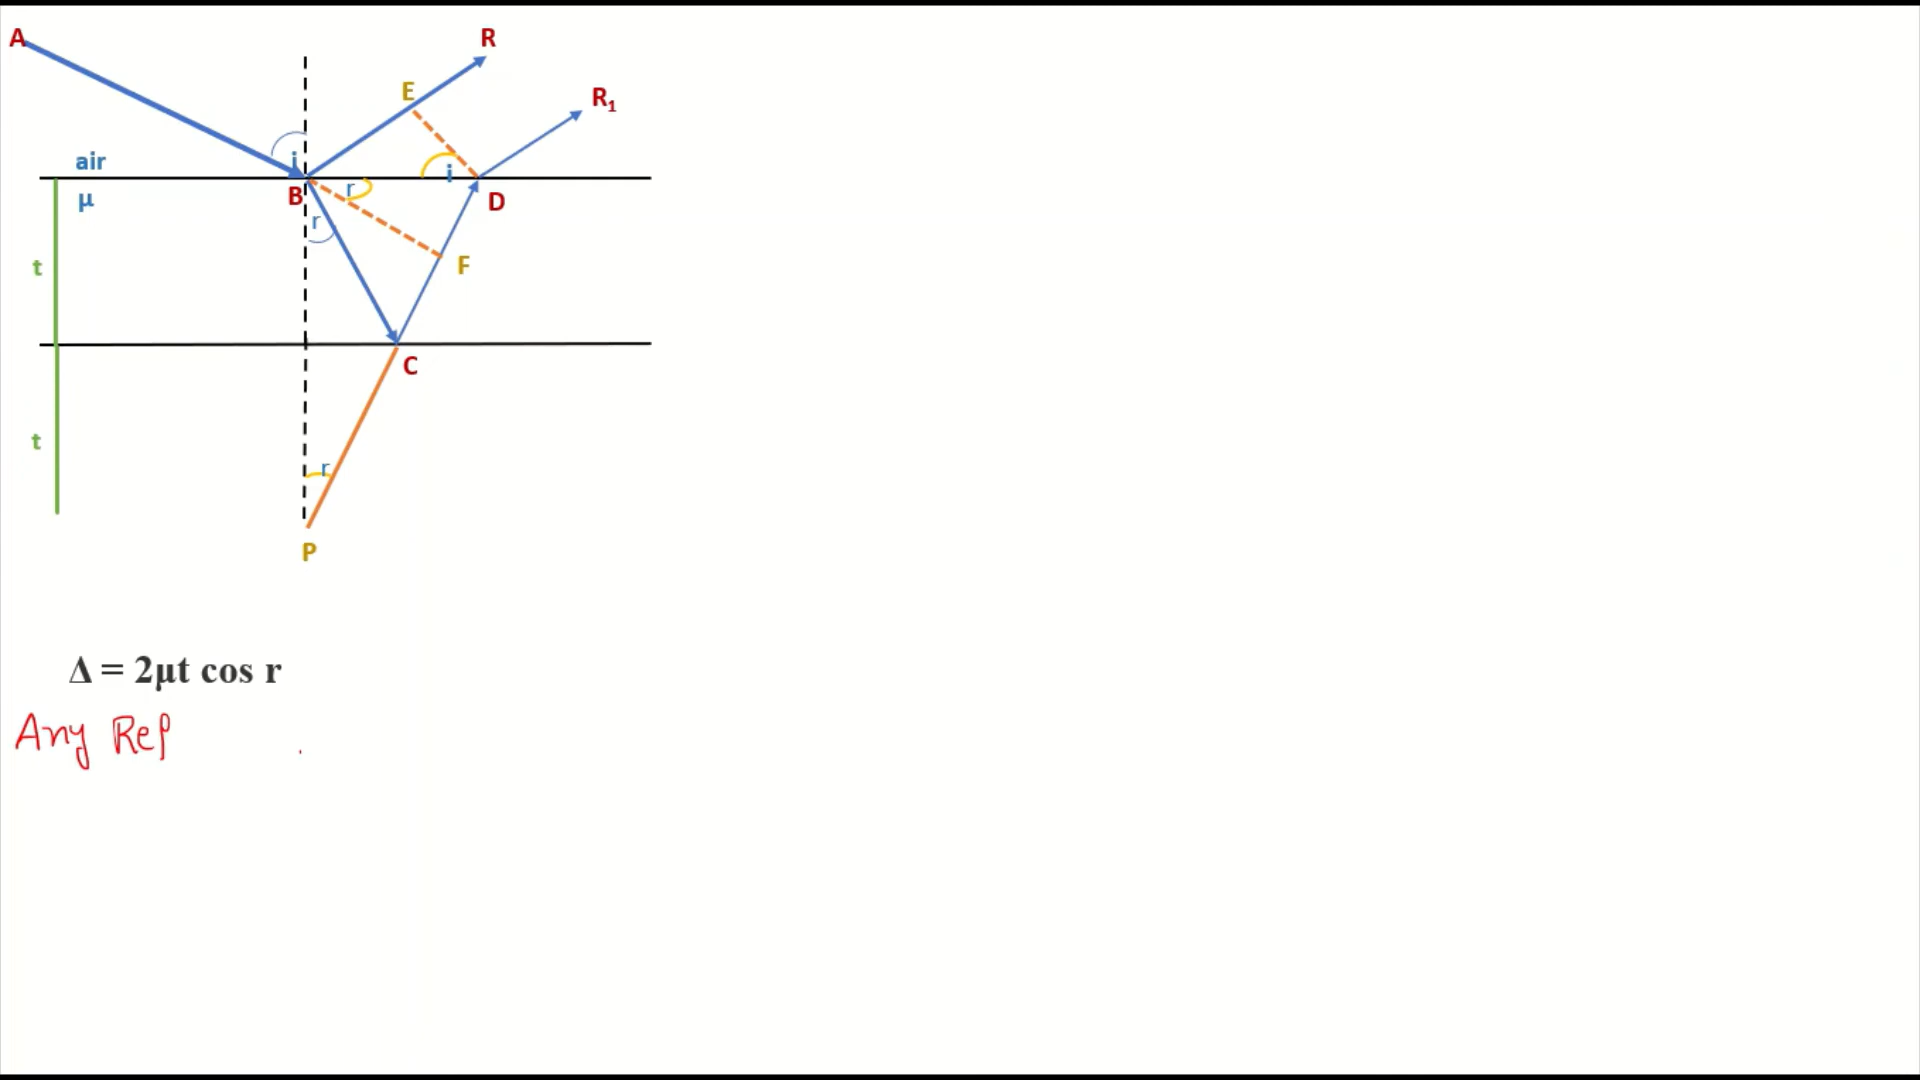 A
R
E
R₁
i
air
i
B
r
D
μ
r
t
F
C
t
r
P
Δ = 2μt cos r
Any Ref